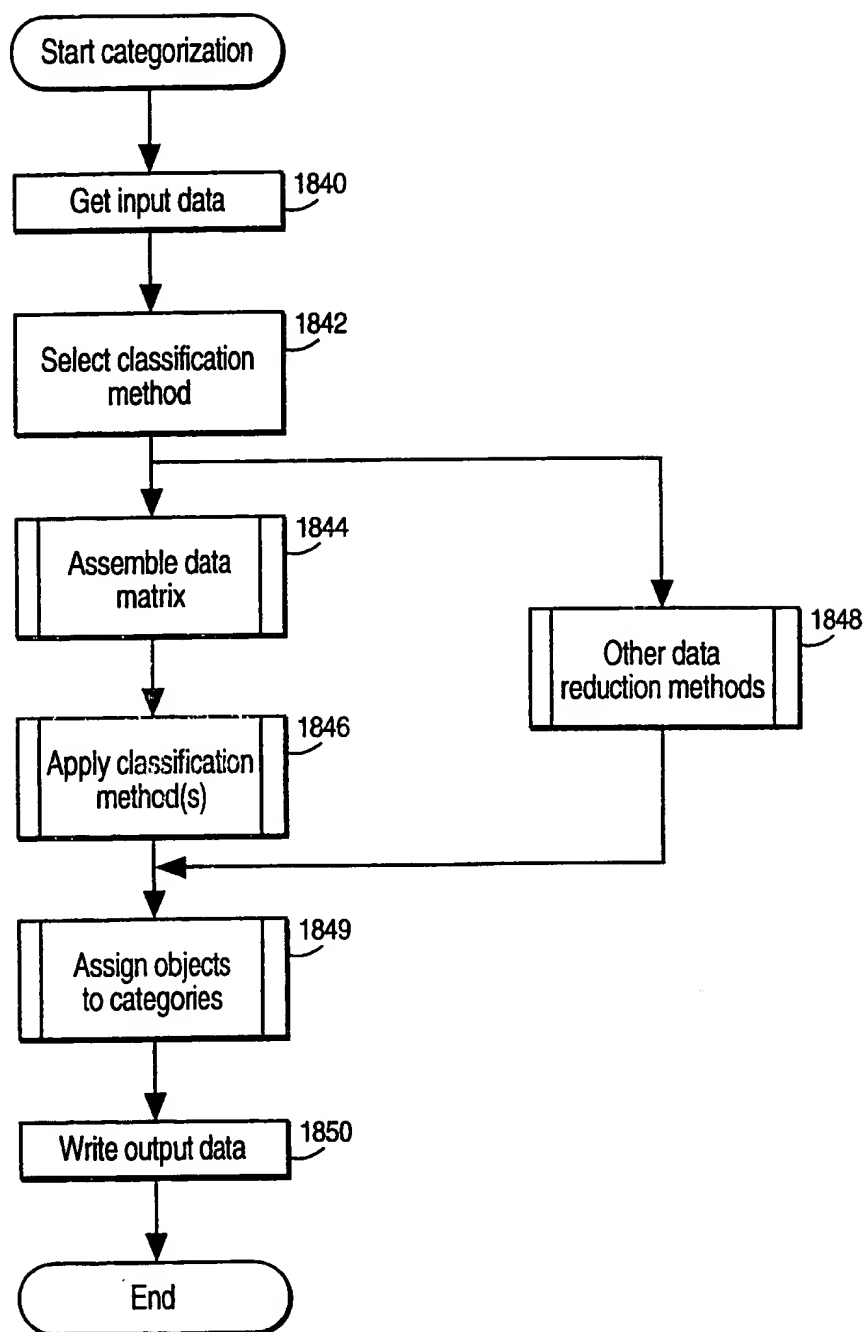 Start categorization
Get input data
1840
Select classification
method
1842
Assemble data
matrix
1844
Other data
reduction methods
1848
Apply classification
method(s)
1846
Assign objects
to categories
1849
Write output data
1850
End